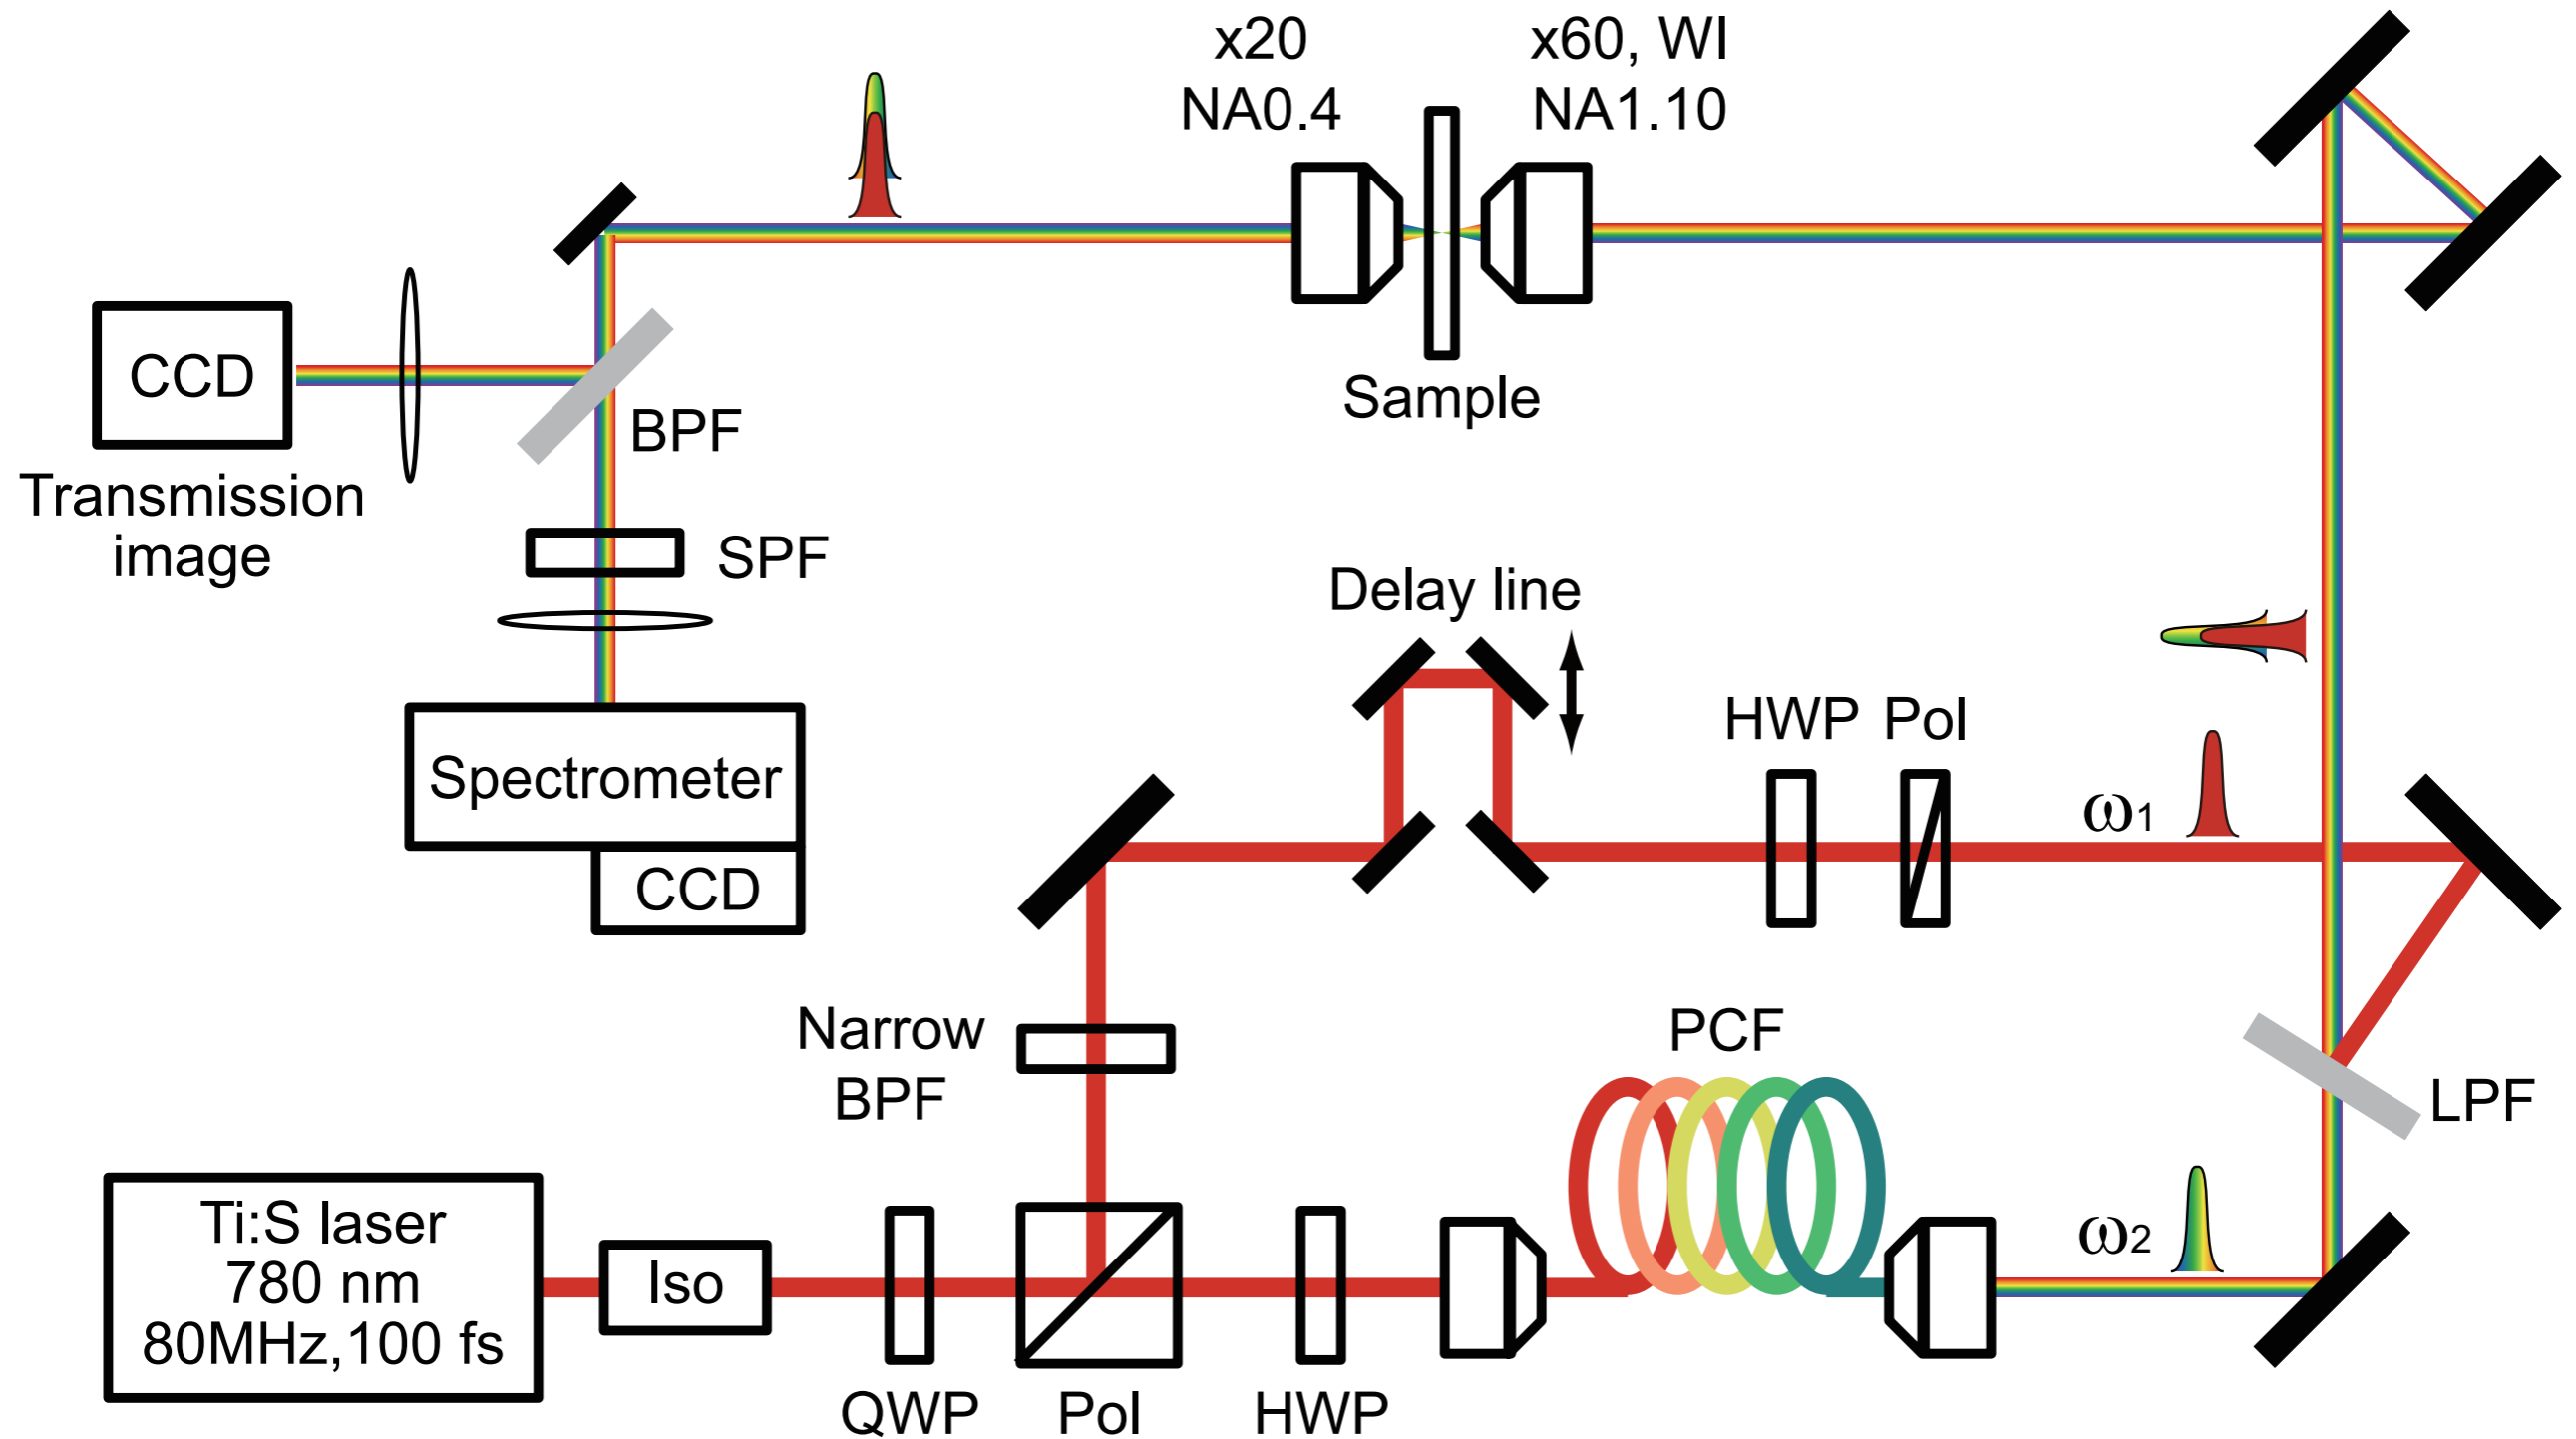 x20
NA0.4
x60, WI
NA1.10
Sample
CCD
Transmission
image
BPF
SPF
Spectrometer
CCD
Delay line
HWP
Pol
ω1
Narrow
BPF
PCF
LPF
ω2
Ti:S laser
780 nm
80MHz,100 fs
Iso
QWP
Pol
HWP